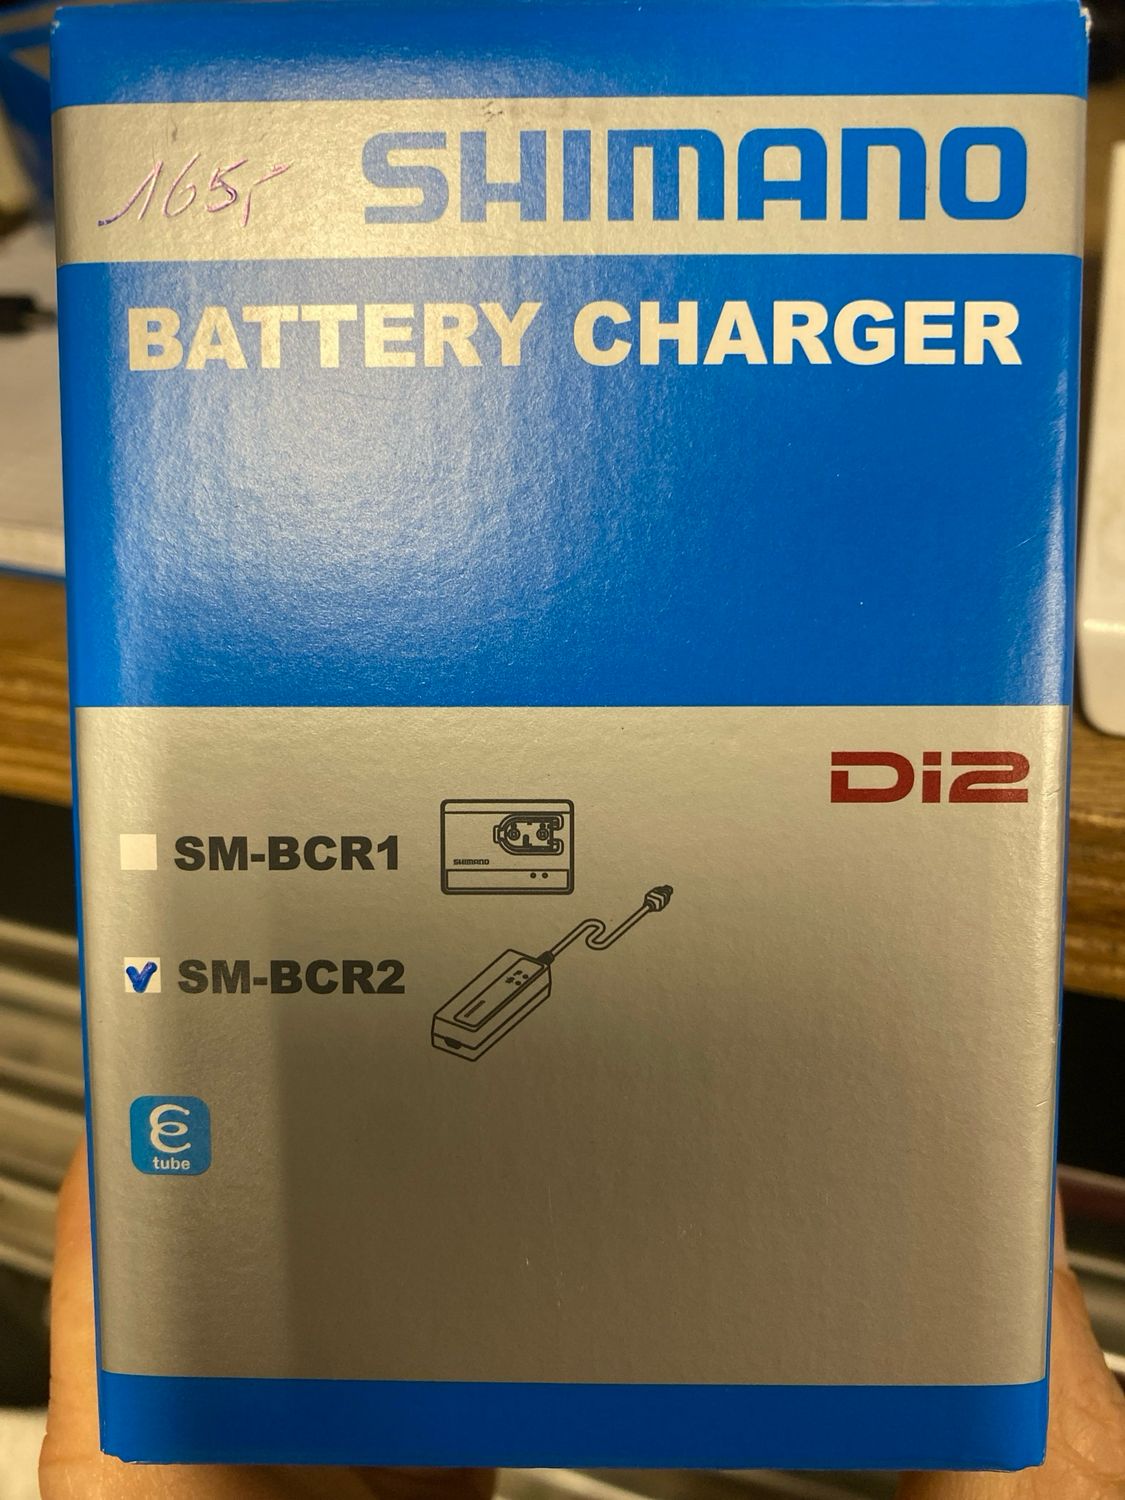 165,-
SHIMANO
BATTERY CHARGER
Di2
SM-BCR1
SHIMANO
SM-BCR2
E
tube